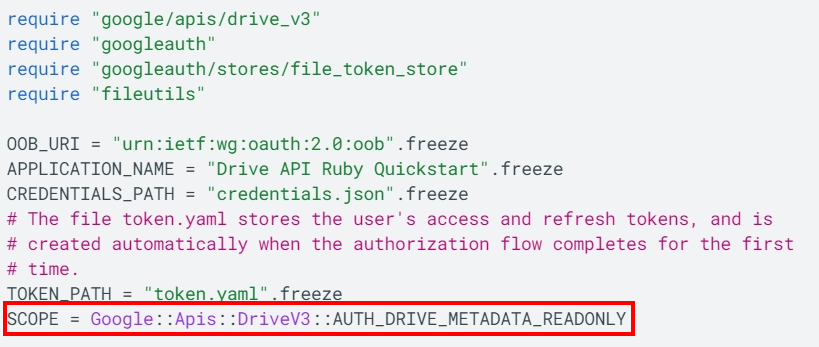 require "google/apis/drive_v3"
require "googleauth"
require "googleauth/stores/file_token_store"
require "fileutils"
OOB_URI = "urn:ietf:wg:oauth:2.0:oob".freeze
APPLICATION_NAME = "Drive API Ruby Quickstart".freeze
CREDENTIALS_PATH = "credentials.json".freeze
# The file token.yaml stores the user's access and refresh tokens, and is
# created automatically when the authorization flow completes for the first
# time.
TOKEN_PATH = "token.yaml".freeze
SCOPE = Google::Apis::DriveV3::AUTH_DRIVE_METADATA_READONLY